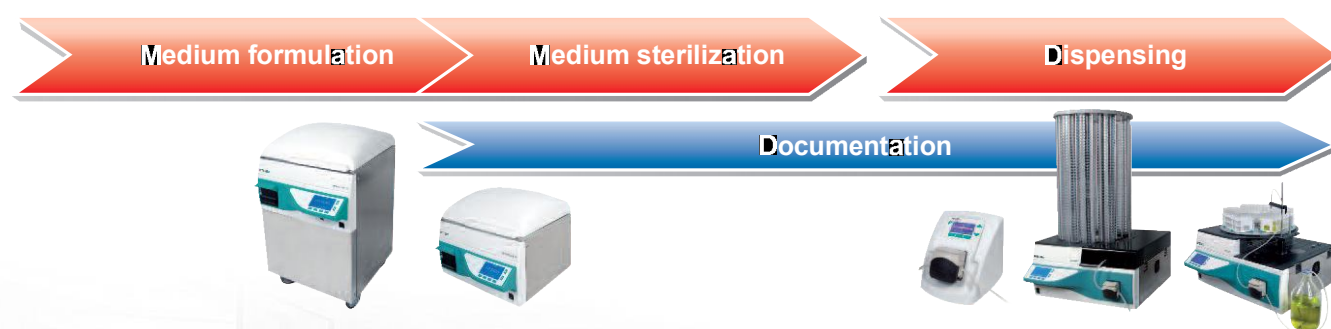 Medium formulation
Medium sterilization
Dispensing
Documentation